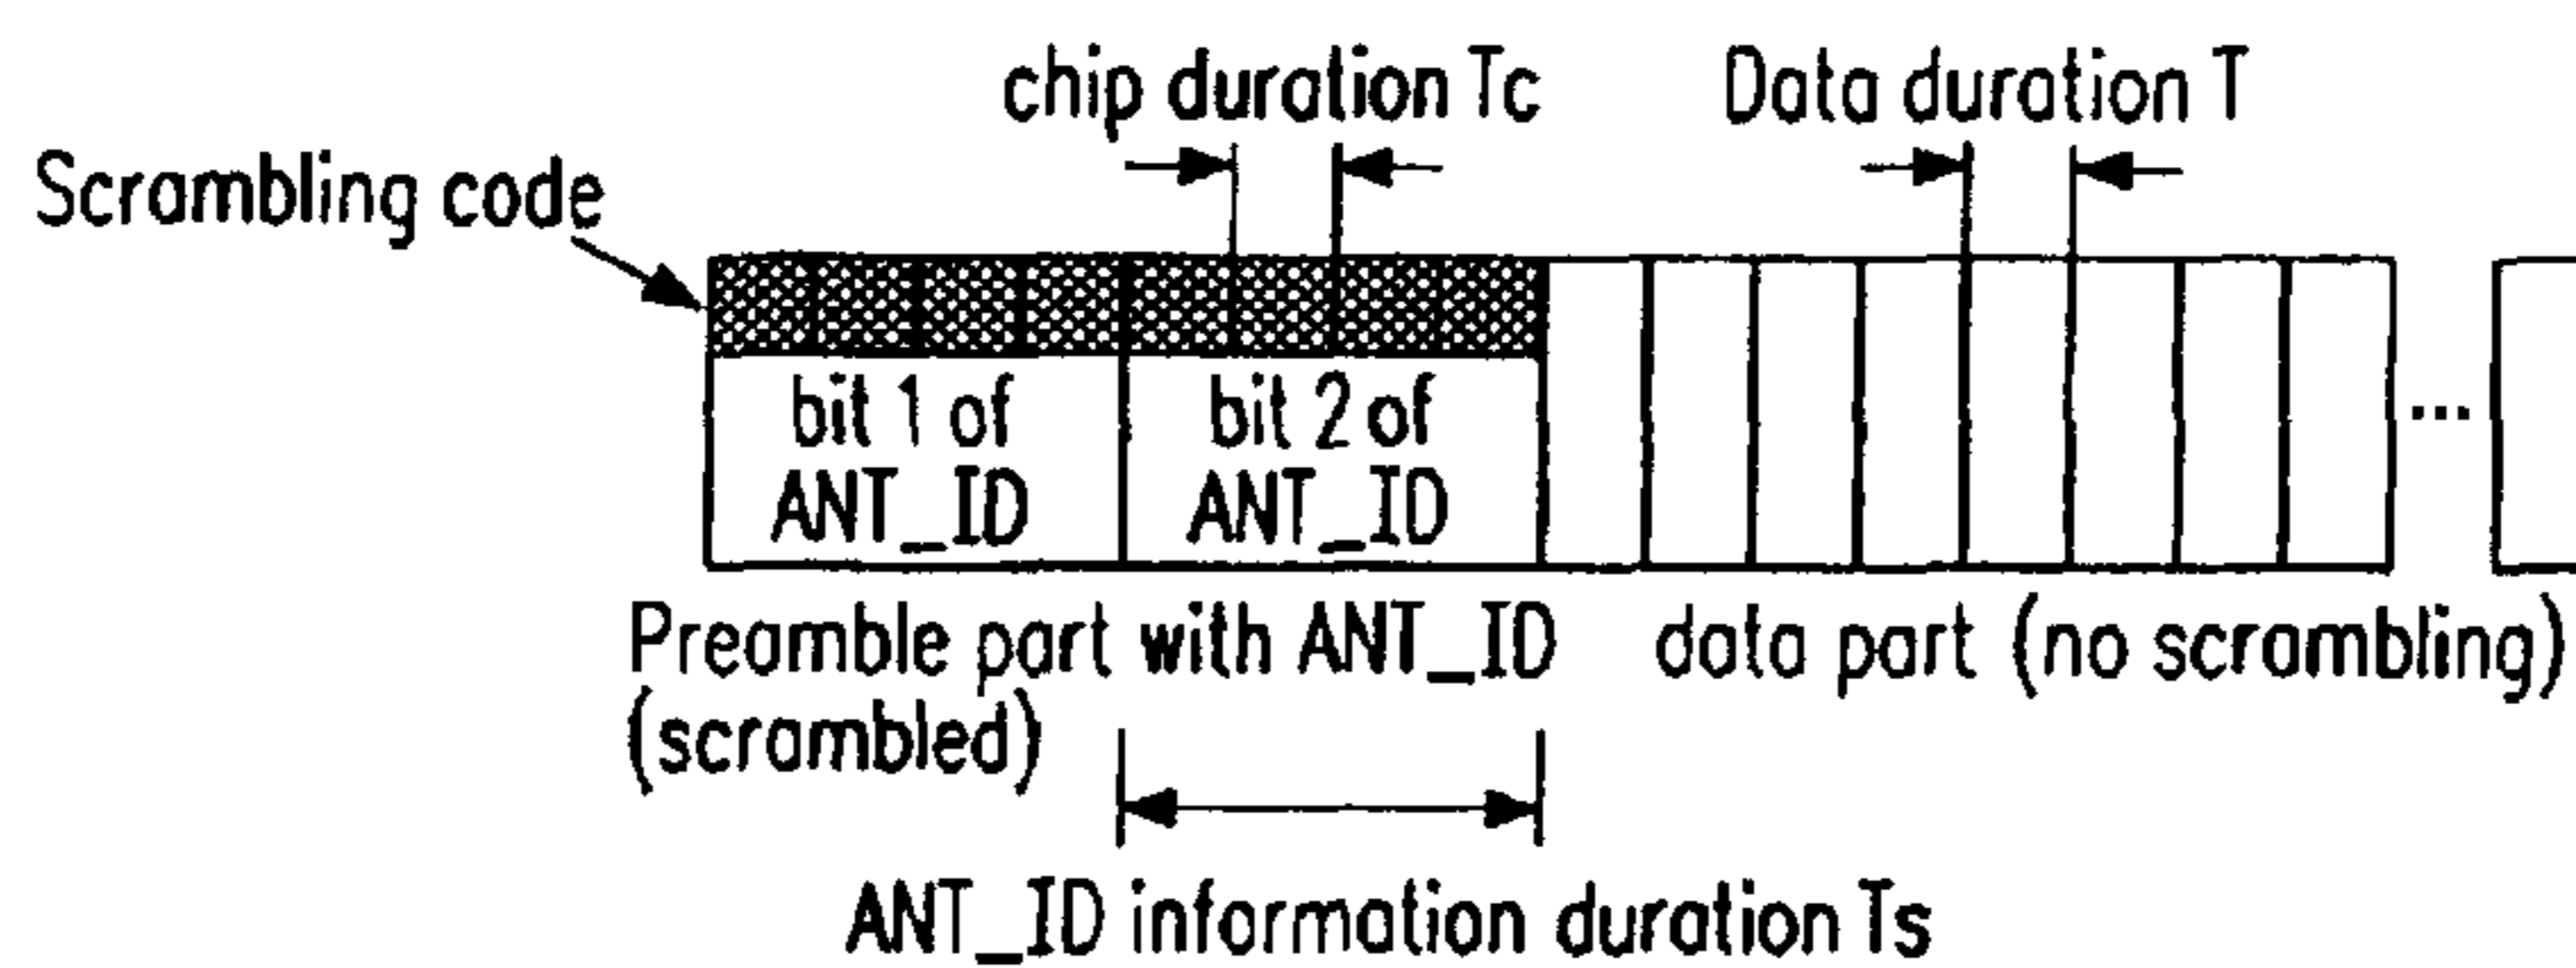 chip duration Tc
Data duration T
Scrambling code
bit 1 of
ANT_ID
bit 2 of
ANT_ID
...
Preamble part with ANT_ID
(scrambled)
data part (no scrambling)
ANT_ID information duration Ts